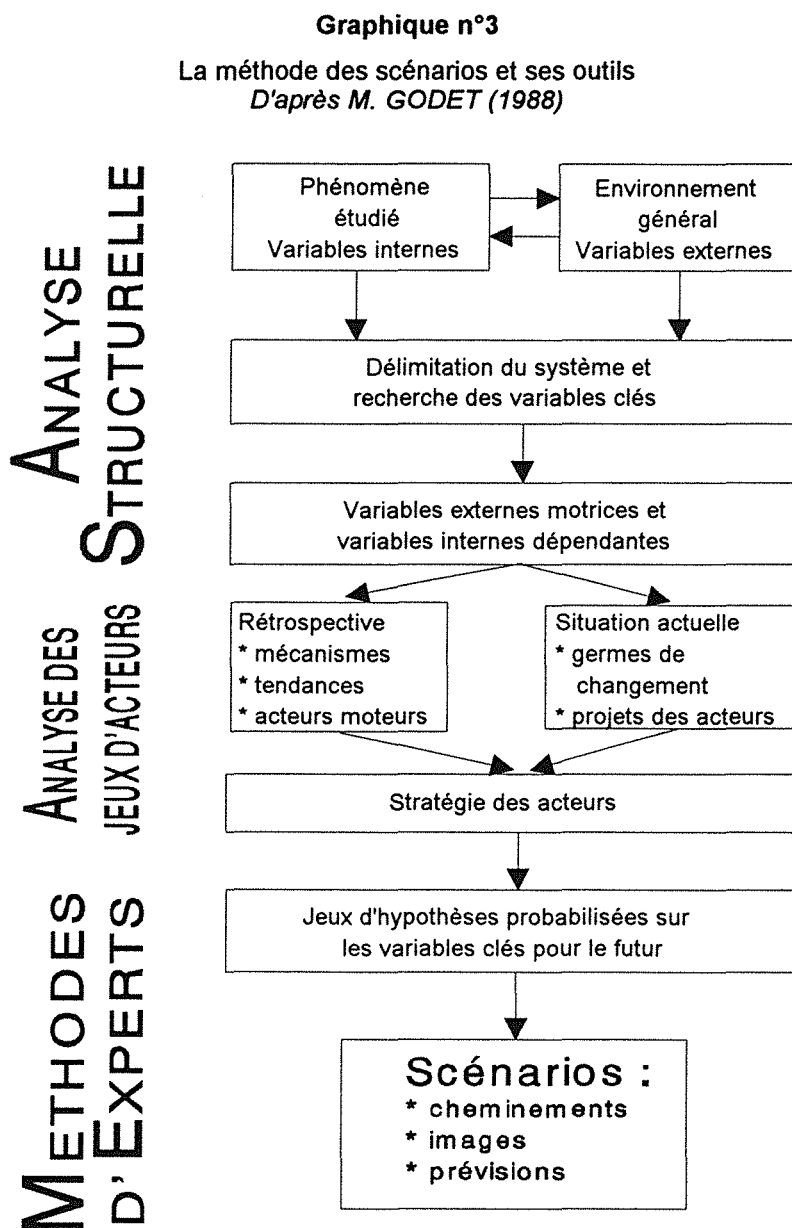 Graphique n°3
La méthode des scénarios et ses outils
D'après M. GODET (1988)
ANALYSE
STRUCTURELLE
Phénomène
étudié
Variables internes
Environnement
général
Variables externes
Délimitation du système et
recherche des variables clés
Variables externes motrices et
variables internes dépendantes
ANALYSE DES
JEUX D'ACTEURS
Rétrospective
* mécanismes
* tendances
* acteurs moteurs
Situation actuelle
* germes de
changement
* projets des acteurs
Stratégie des acteurs
METHODES
D'EXPERTS
Jeux d'hypothèses probabilisées sur
les variables clés pour le futur
Scénarios :
* cheminements
* images
* prévisions